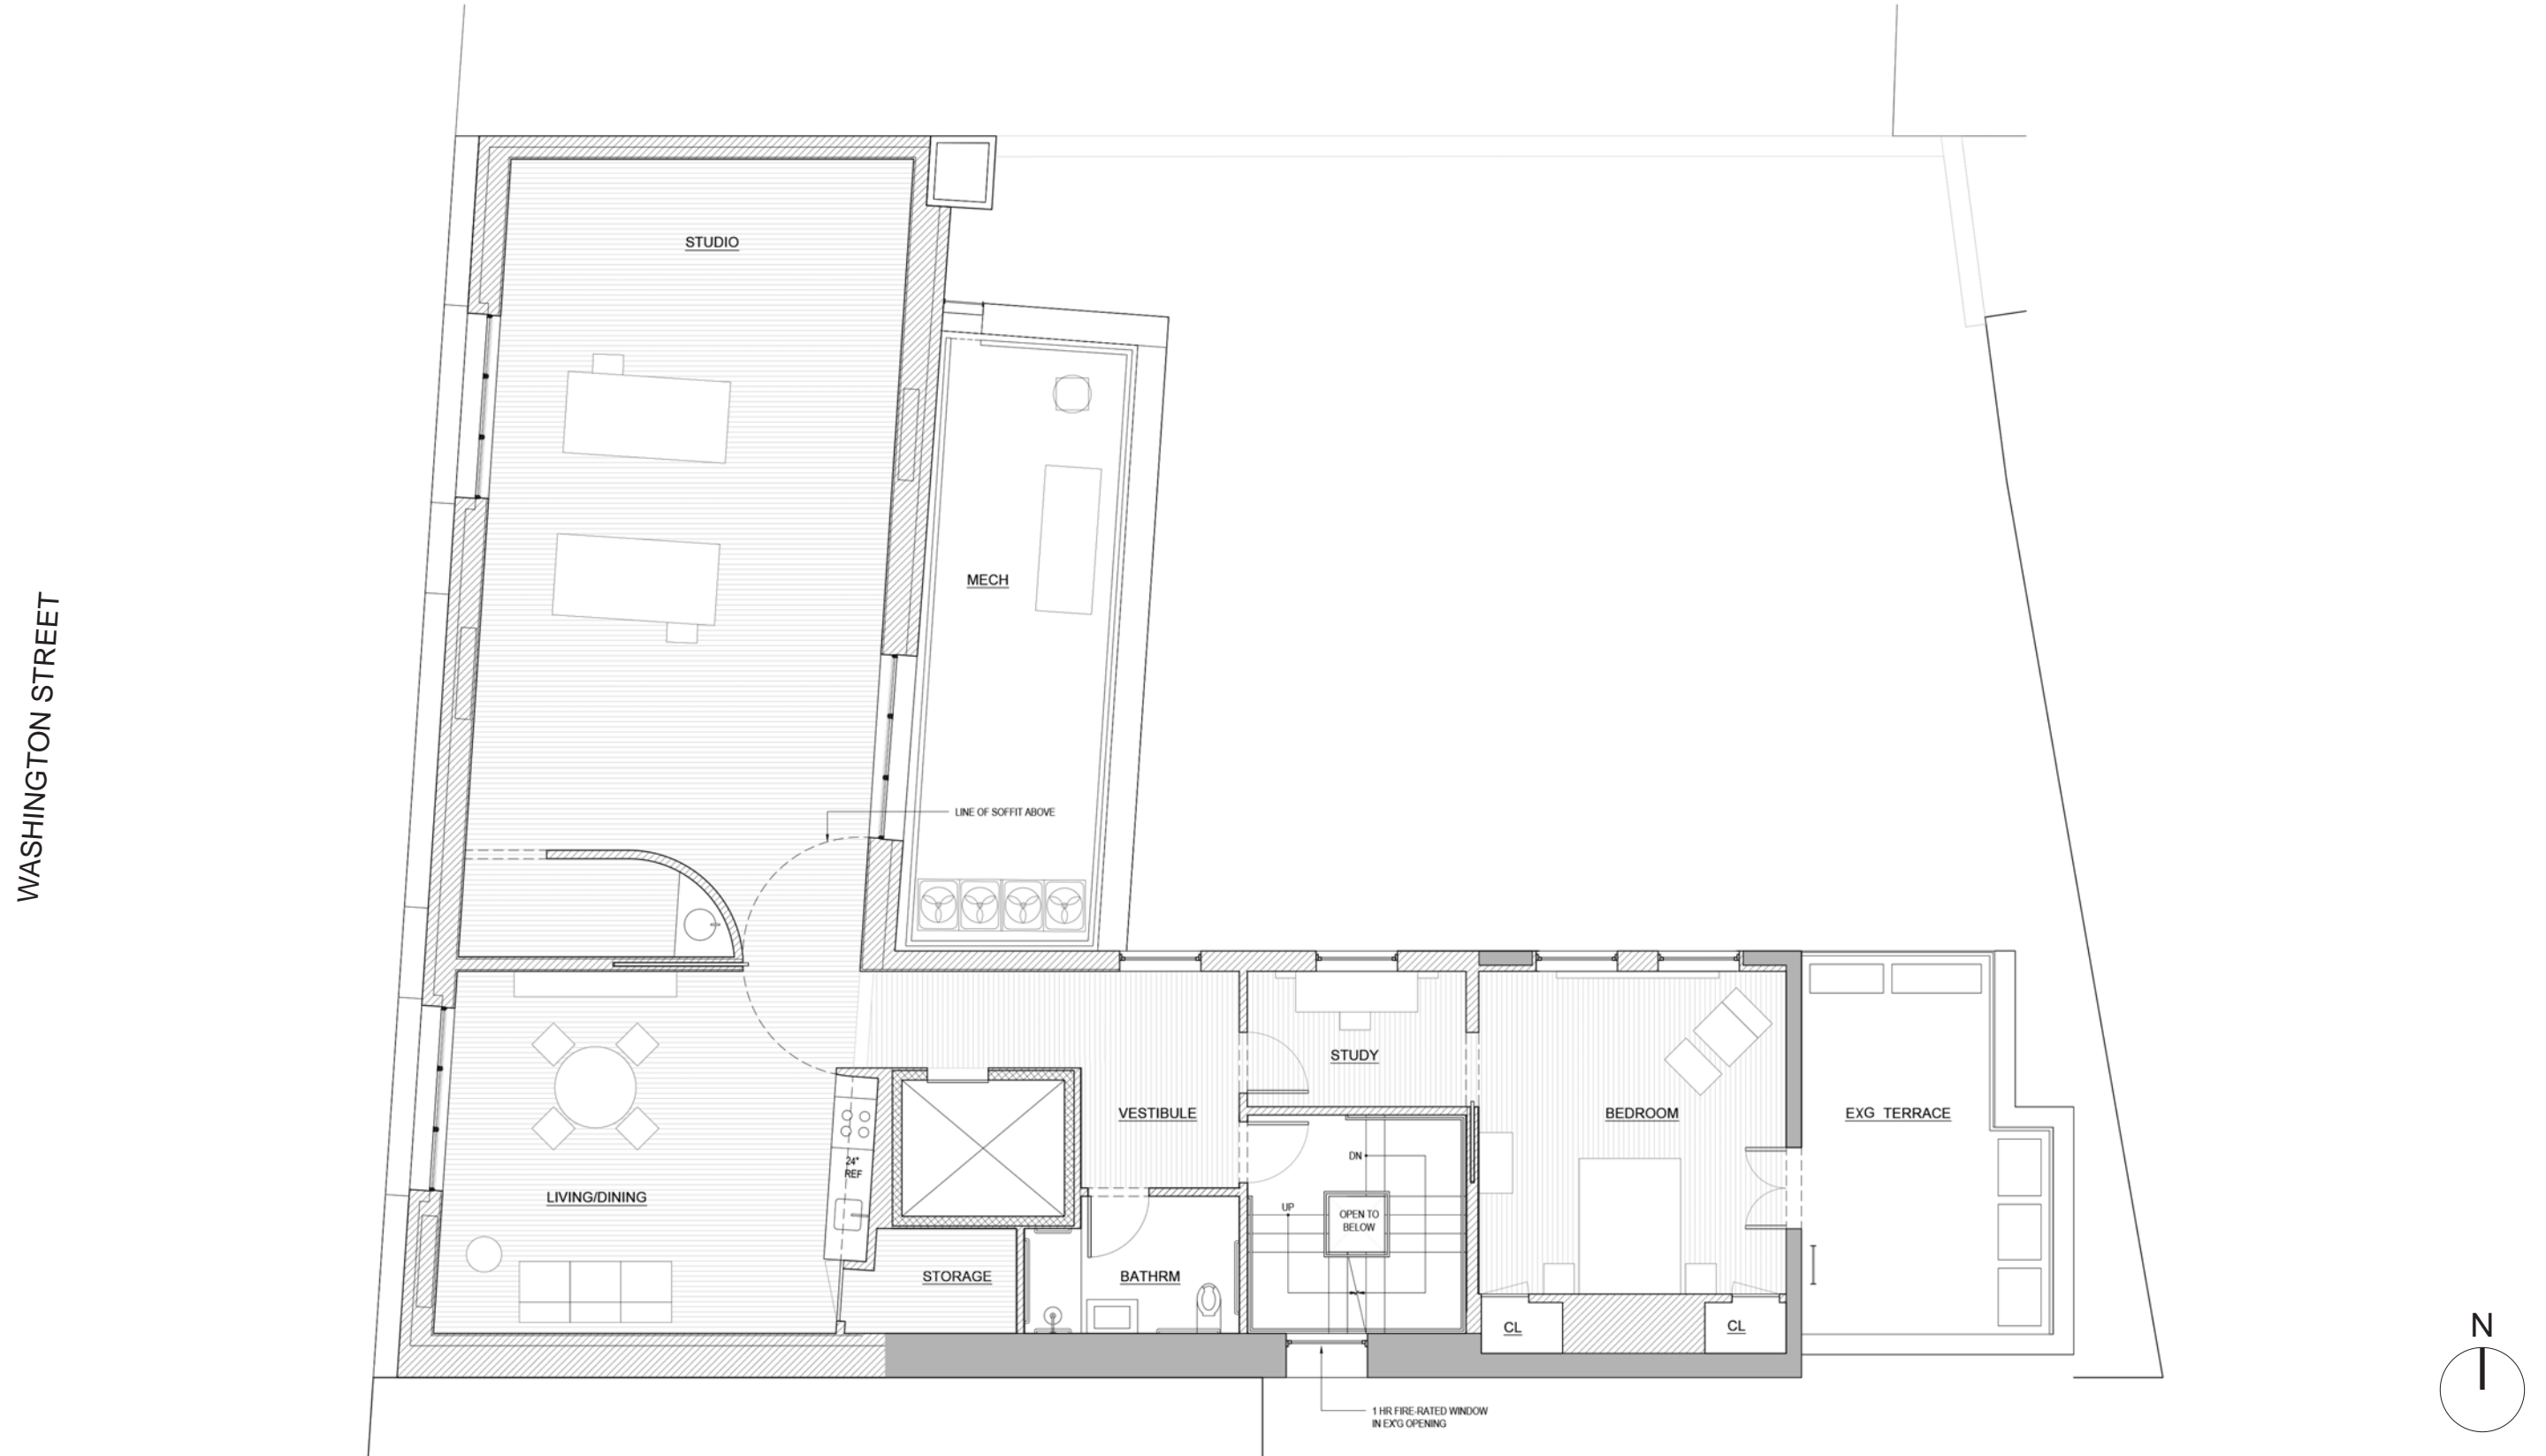 STUDIO
WASHINGTON STREET
MECH
LINE OF SOFFIT ABOVE
STUDY
VESTIBULE
BEDROOM
EXG  TERRACE
24"
REF
DN
LIVING/DINING
UP
OPEN TO
BELOW
STORAGE
BATHRM
CL
CL
N
1 HR FIRE-RATED WINDOW
IN EX'G OPENING